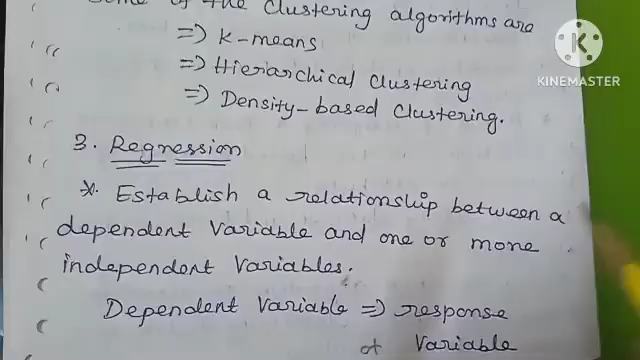 of the Clustering algorithms are
=> K-means
=> Hierarchical Clustering
=> Density-based Clustering.
3. Regression
* Establish a relationship between a
dependent Variable and one or more
independent Variables.
Dependent Variable => response
Variable
K
KINEMASTER